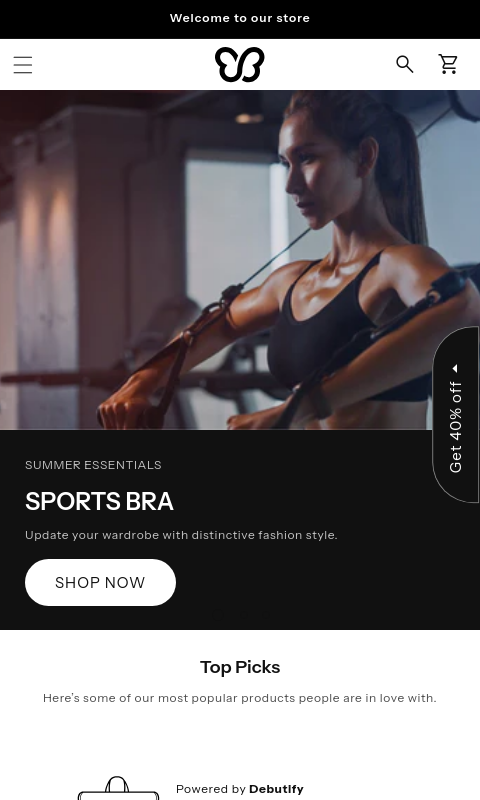 Welcome to our store
Get 40% off
SUMMER ESSENTIALS
SPORTS BRA
Update your wardrobe with distinctive fashion style.
SHOP NOW
Top Picks
Here's some of our most popular products people are in love with.
Powered by Debutify